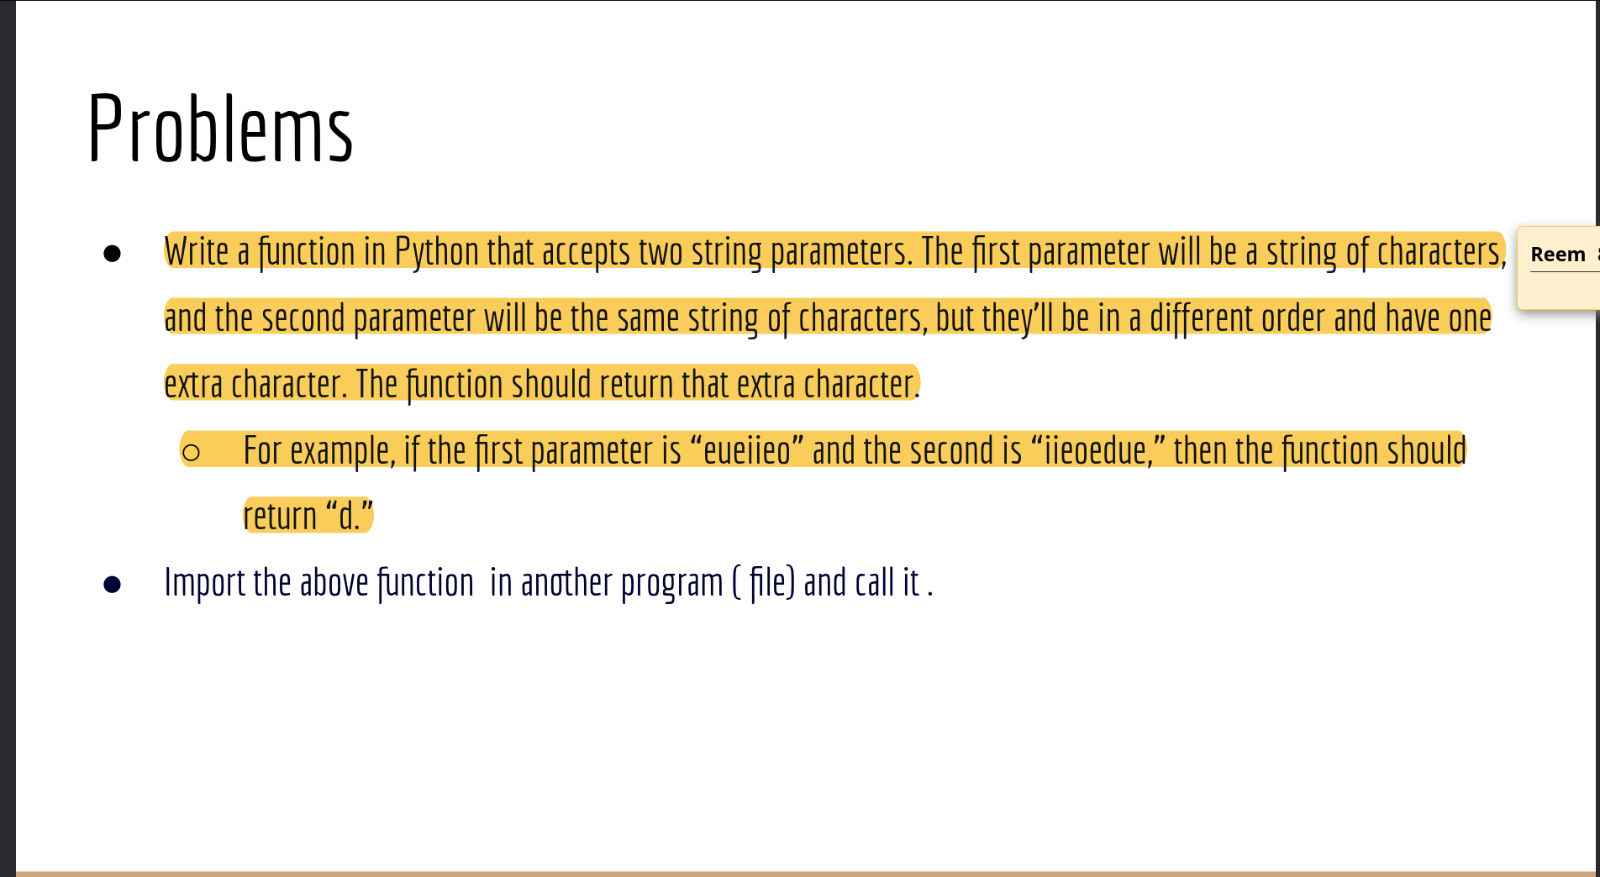 Problems
● Write a function in Python that accepts two string parameters. The first parameter will be a string of characters,
and the second parameter will be the same string of characters, but they’ll be in a different order and have one
extra character. The function should return that extra character.
○ For example, if the first parameter is “eueiieo” and the second is “iieoedue,” then the function should
return “d.”
● Import the above function in another program ( file) and call it .
Reem